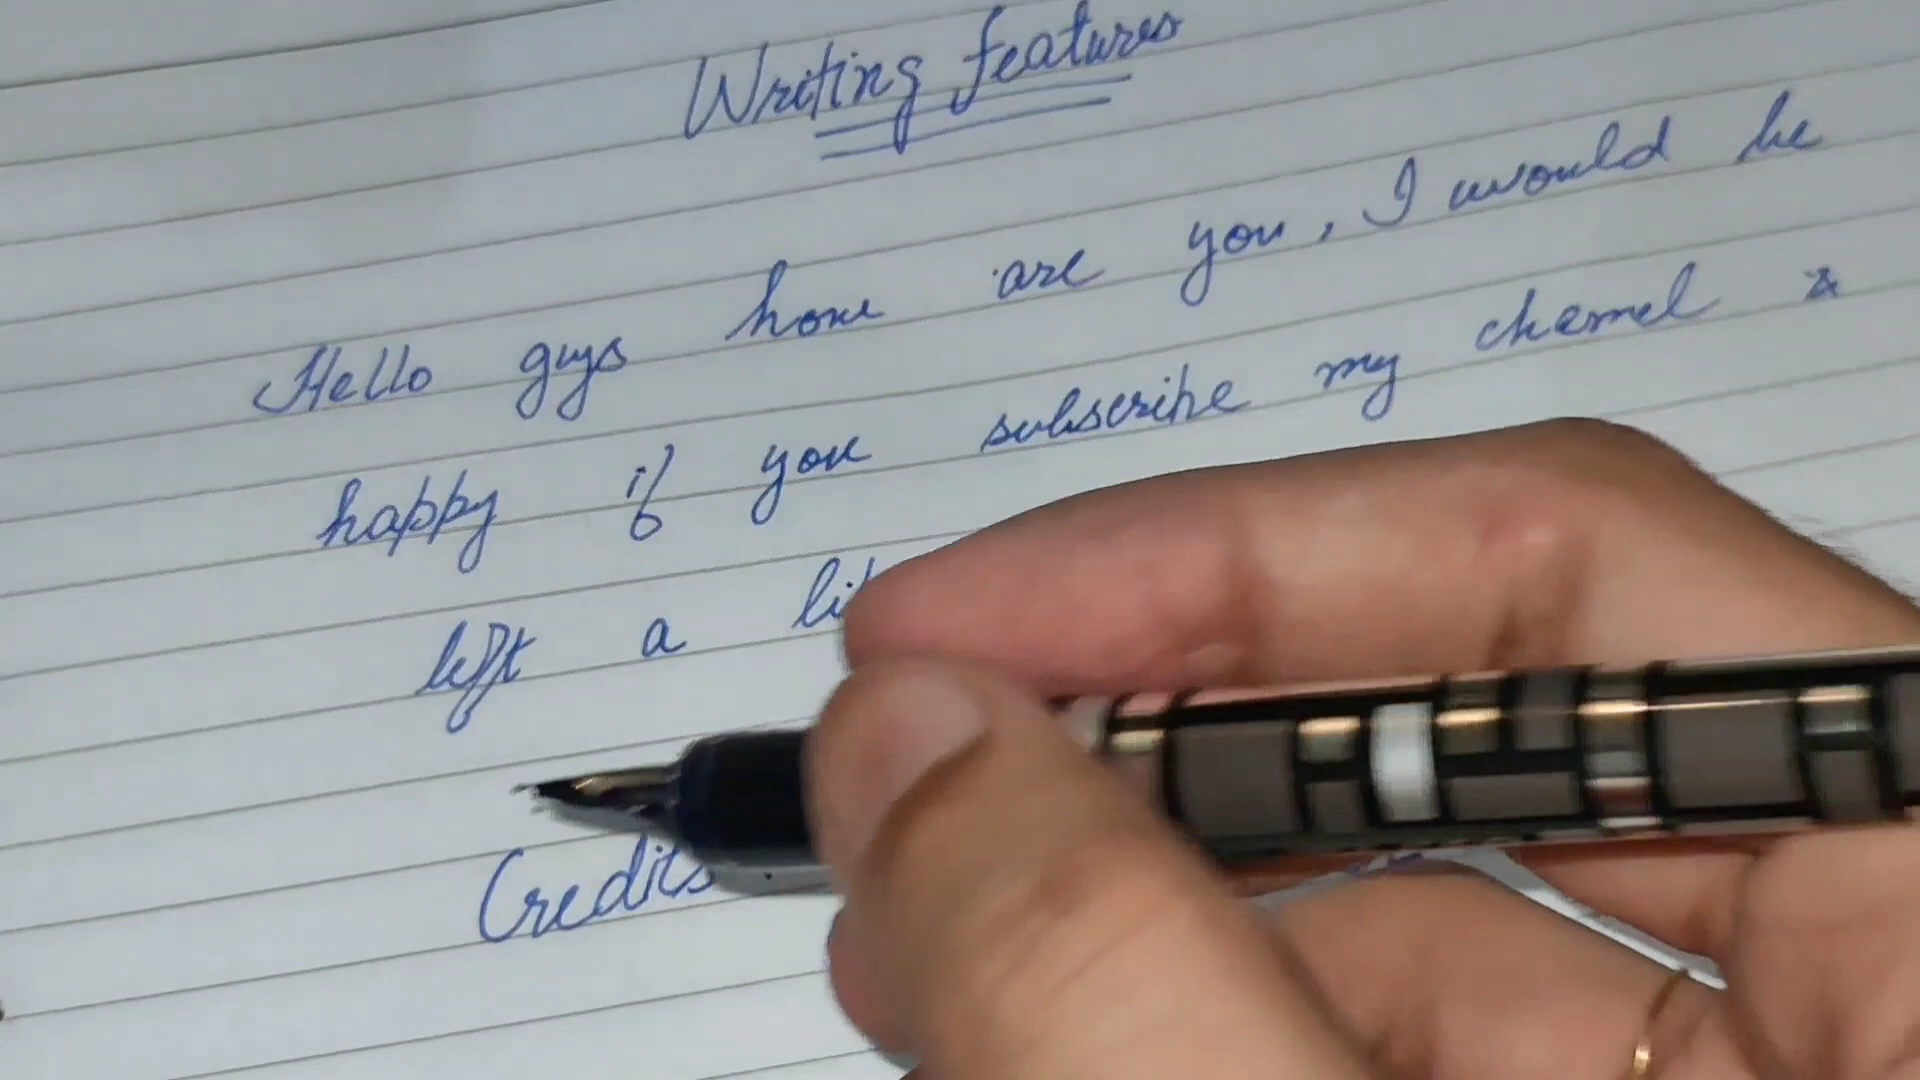 Writing features
Hello guys how are you, I would be
happy if you subscribe my channel &
left a
Credits